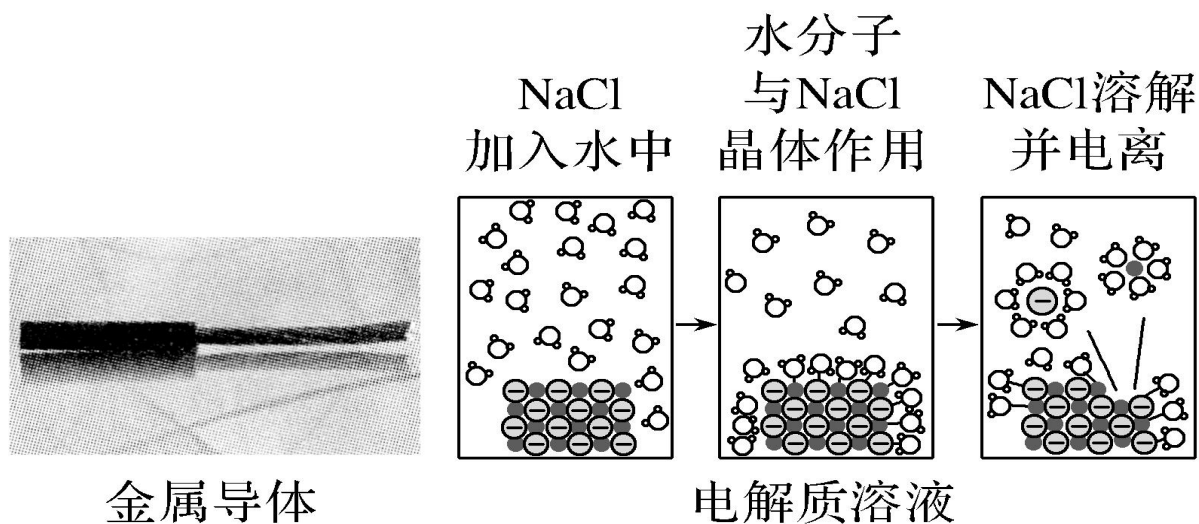 NaCl
加入水中
水分子
与NaCl
晶体作用
NaCl溶解
并电离
金属导体
电解质溶液